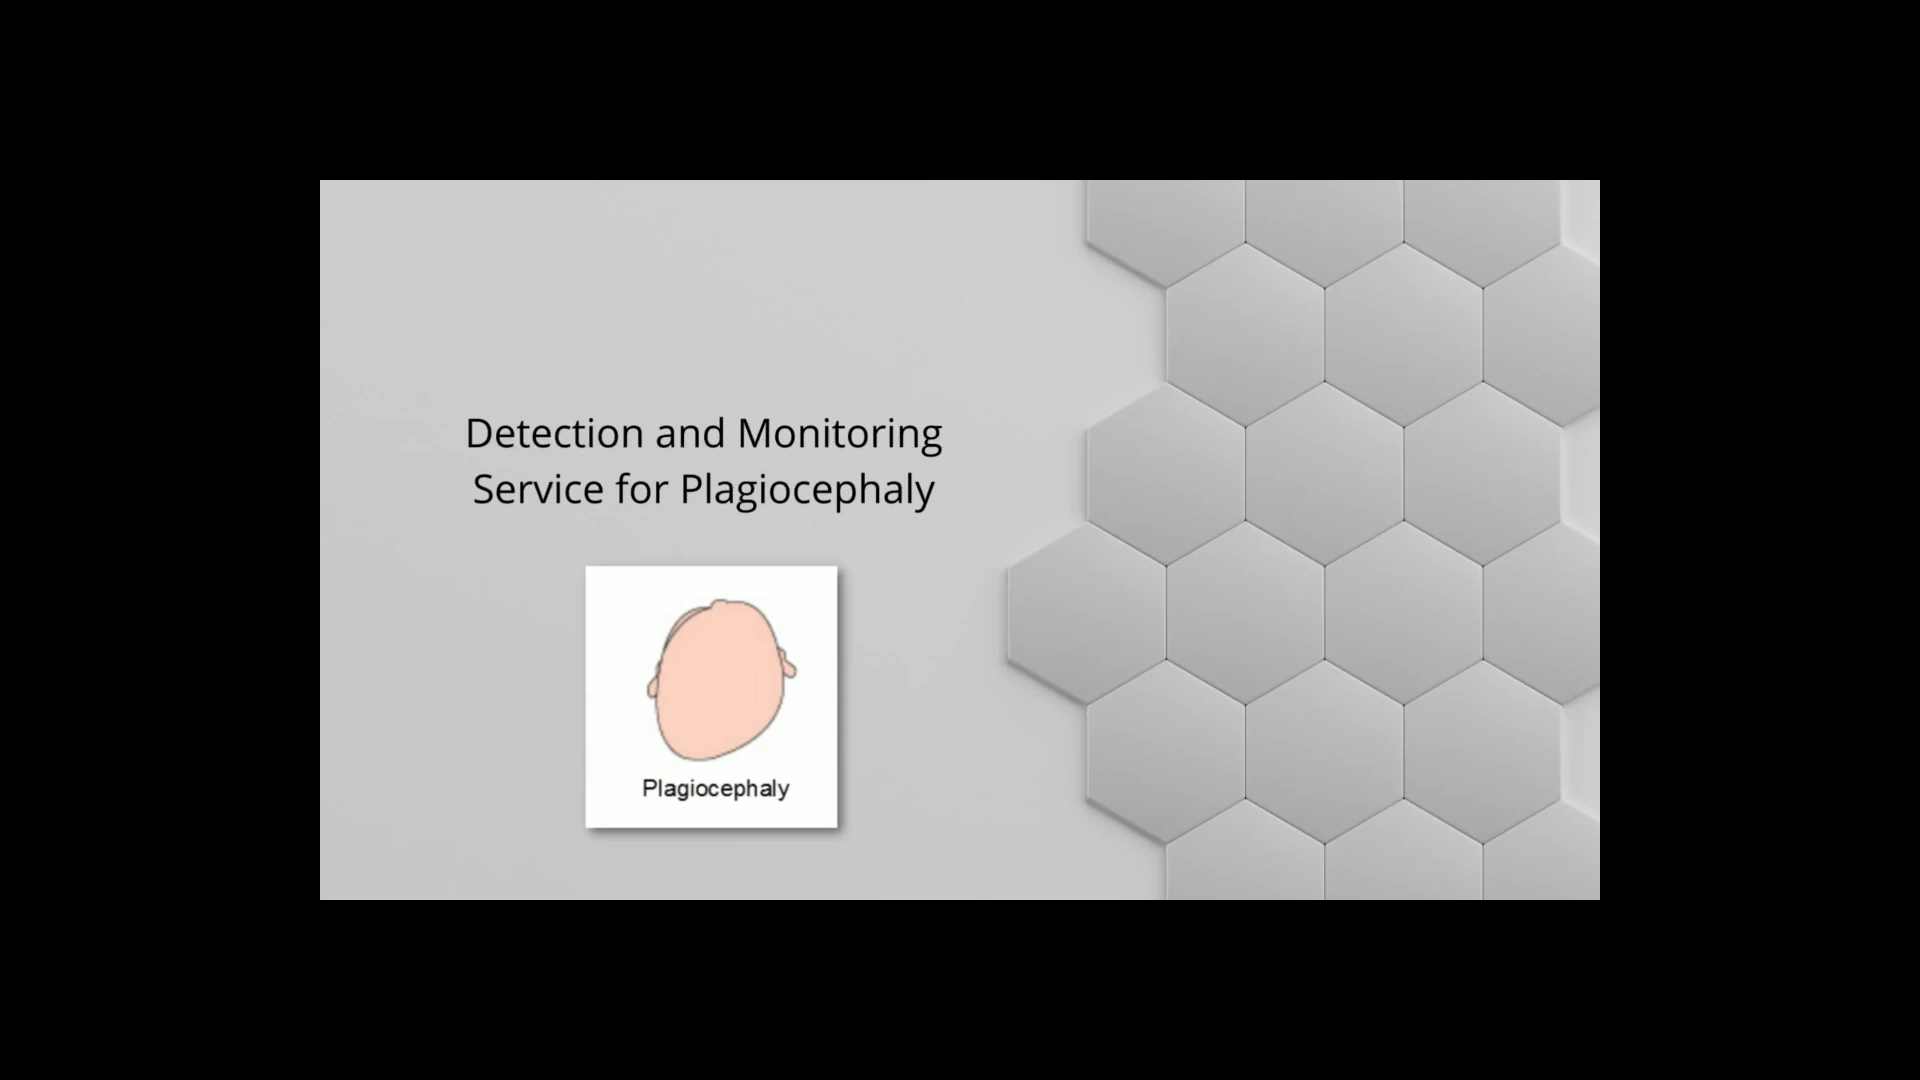 Detection and Monitoring
Service for Plagiocephaly
Plagiocephaly